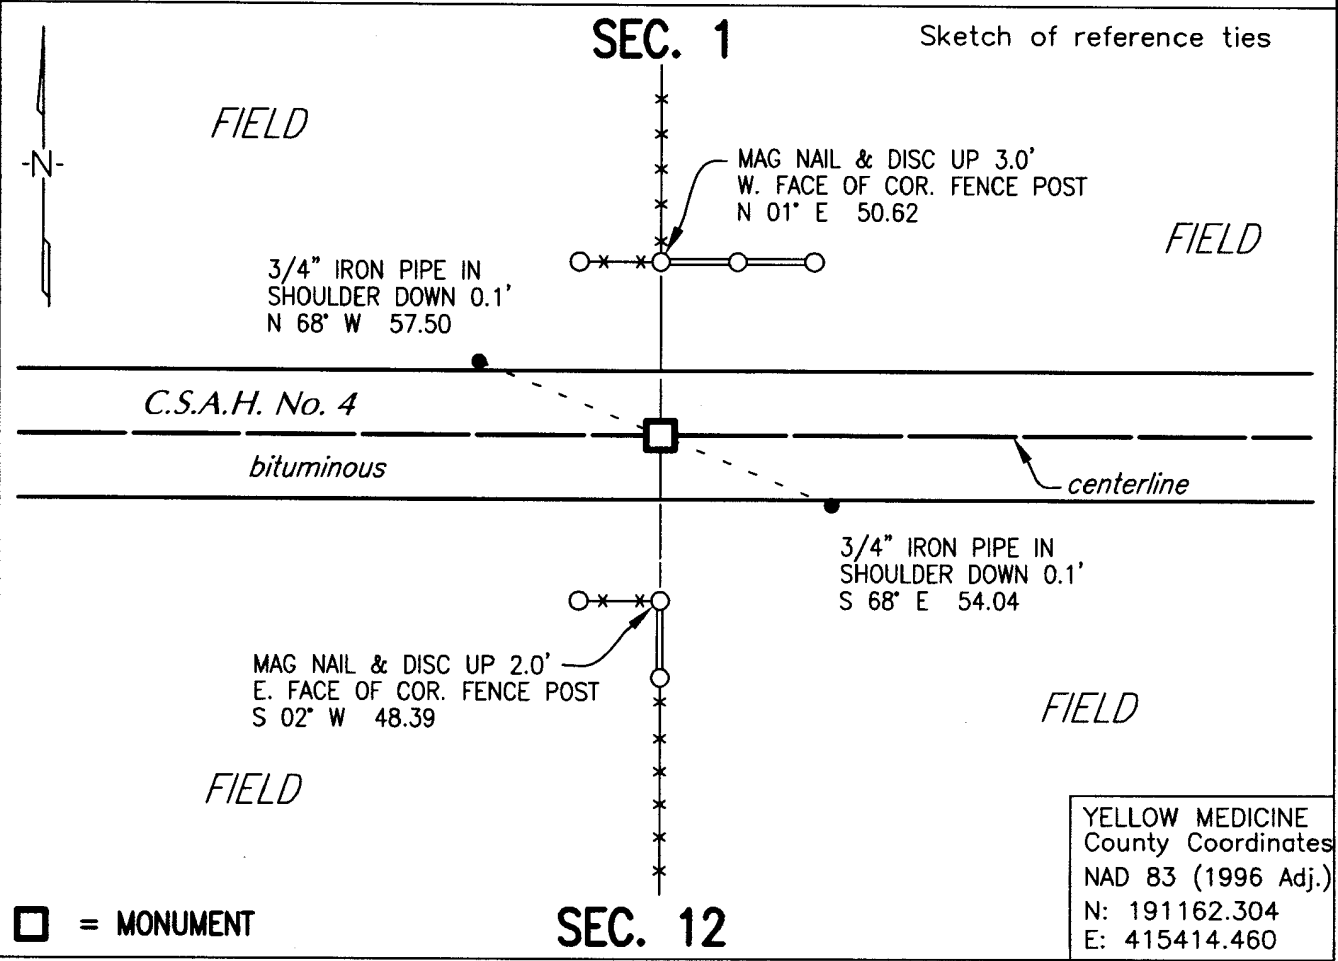 SEC. 1
Sketch of reference ties
FIELD
-N-
MAG NAIL & DISC UP 3.0'
W. FACE OF COR. FENCE POST
N 01° E 50.62
FIELD
3/4" IRON PIPE IN
SHOULDER DOWN 0.1'
N 68° W 57.50
C.S.A.H. No. 4
bituminous
centerline
3/4" IRON PIPE IN
SHOULDER DOWN 0.1'
S 68° E 54.04
MAG NAIL & DISC UP 2.0'
E. FACE OF COR. FENCE POST
S 02° W 48.39
FIELD
FIELD
YELLOW MEDICINE
County Coordinates
NAD 83 (1996 Adj.)
N: 191162.304
E: 415414.460
= MONUMENT
SEC. 12